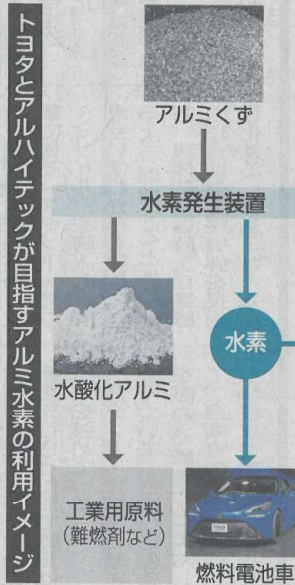 トヨタとアルハイテックが目指すアルミ水素の利用イメージ
アルミくず
水素発生装置
水素
水酸化アルミ
工業用原料
(難燃剤など)
燃料電池車